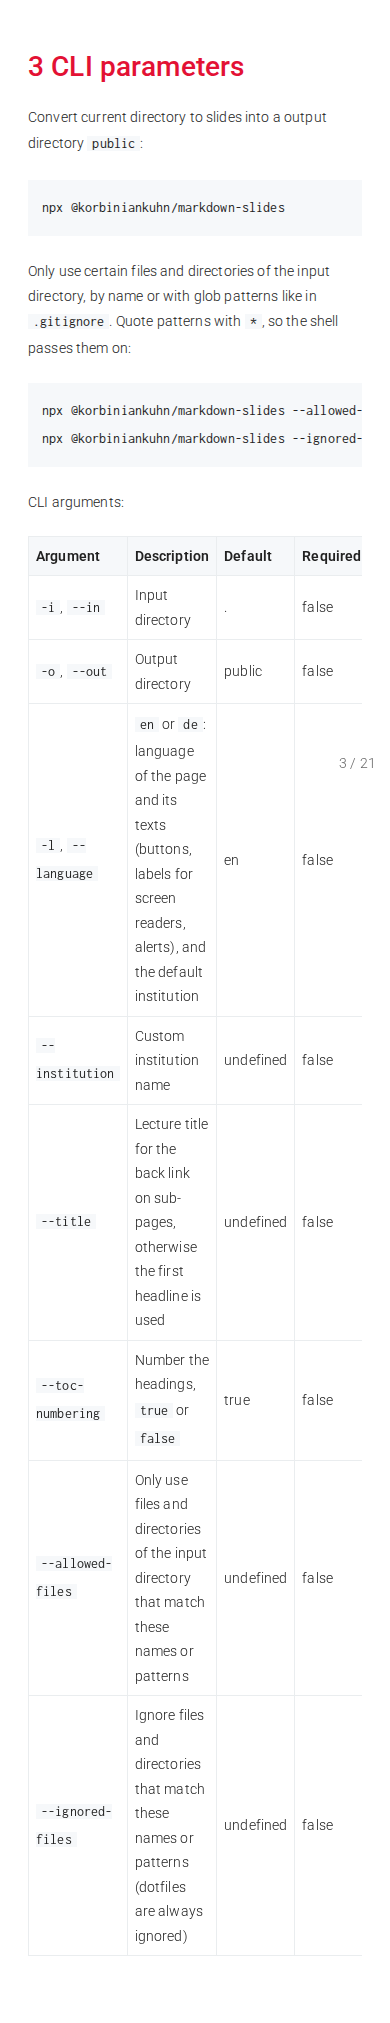 3 CLI parameters
Convert current directory to slides into a output
directory public :
npx @korbiniankuhn/markdown-slides
Only use certain files and directories of the input
directory, by name or with glob patterns like in
.gitignore . Quote patterns with * , so the shell
passes them on:
npx @korbiniankuhn/markdown-slides --allowed-
npx @korbiniankuhn/markdown-slides --ignored-
CLI arguments:
Argument Description Default Required
-i , --in Input directory . false
-o , --out Output directory public false
3 / 21
-l , --
language
en or de :
language
of the page
and its
texts
(buttons,
labels for
screen
readers,
alerts), and
the default
institution
en
false
--
institution
Custom
institution
name
undefined
false
--title
Lecture title
for the
back link
on sub-
pages,
otherwise
the first
headline is
used
undefined
false
--toc-
numbering
Number the
headings,
true or
false
true
false
--allowed-
files
Only use
files and
directories
of the input
directory
that match
these
names or
patterns
undefined
false
--ignored-
files
Ignore files
and
directories
that match
these
names or
patterns
(dotfiles
are always
ignored)
undefined
false